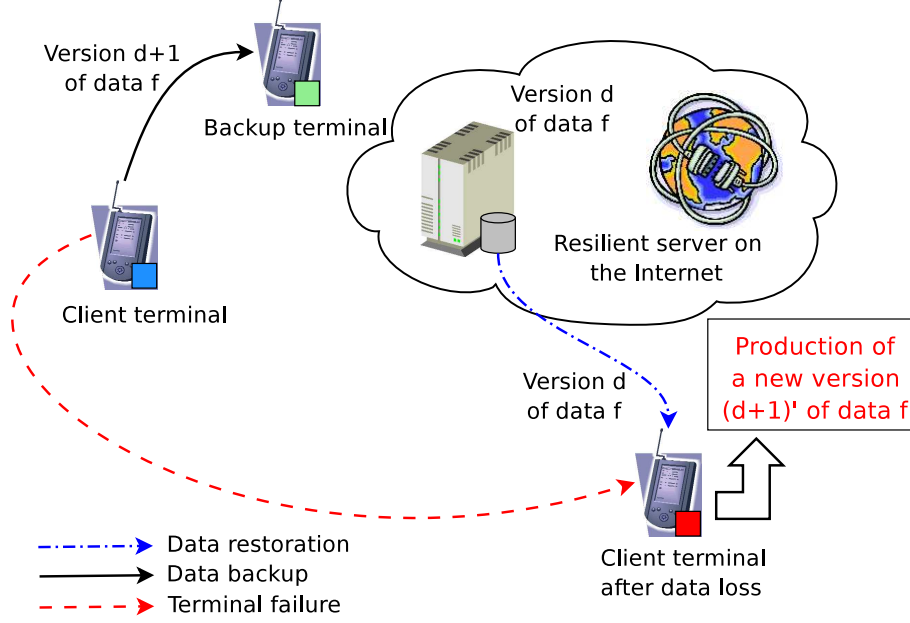 Version d+1
of data f
Backup terminal
Client terminal
Version d
of data f
Resilient server on
the Internet
Version d
of data f
Production of
a new version
(d+1)' of data f
Client terminal
after data loss
Data restoration
Data backup
Terminal failure